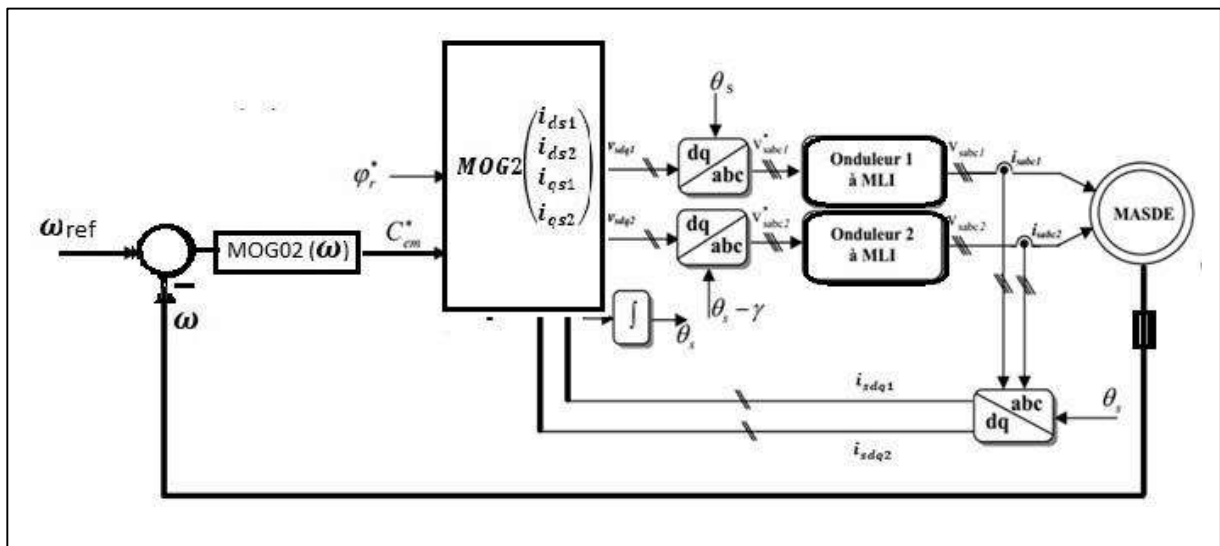 ωref
ω
MOG02 (ω)
C*em
φ*r
MOG2
ids1
ids2
iqs1
iqs2
vsdq1
vsdq2
∫
θs
θs
dq
abc
dq
abc
θs − γ
V*sabc1
V*sabc2
Onduleur 1
à MLI
Onduleur 2
à MLI
Vsabc1
Vsabc2
isabc1
isabc2
MASDE
abc
dq
θs
isdq1
isdq2